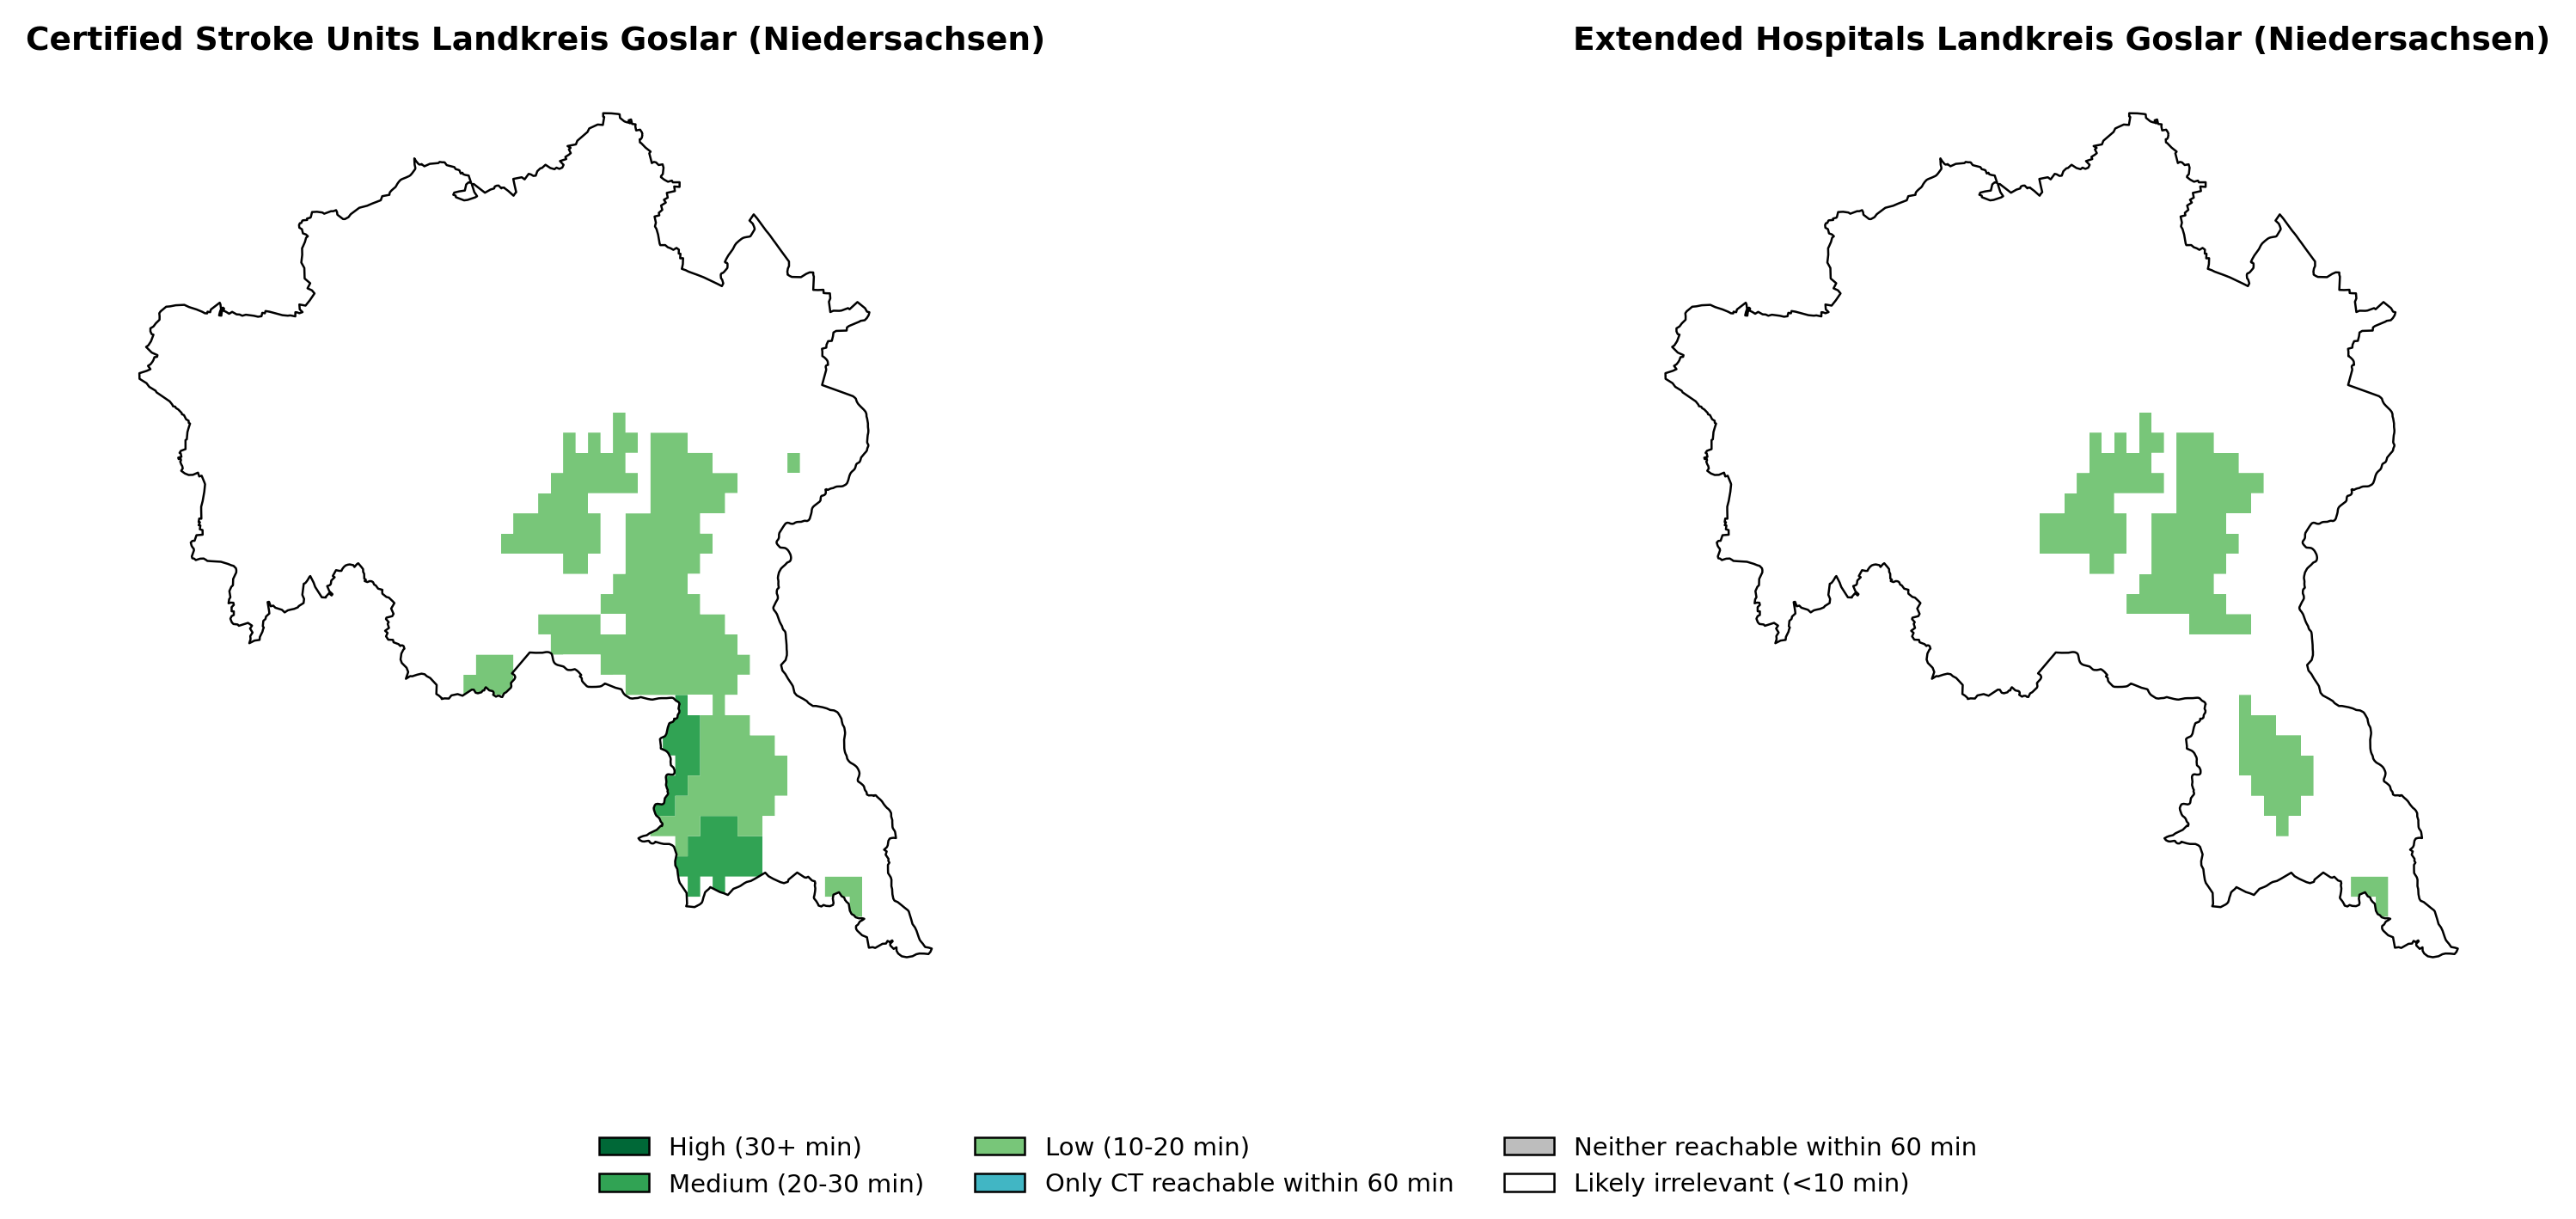 Certified Stroke Units Landkreis Goslar (Niedersachsen)
Extended Hospitals Landkreis Goslar (Niedersachsen)
High (30+ min)
Medium (20-30 min)
Low (10-20 min)
Only CT reachable within 60 min
Neither reachable within 60 min
Likely irrelevant (<10 min)